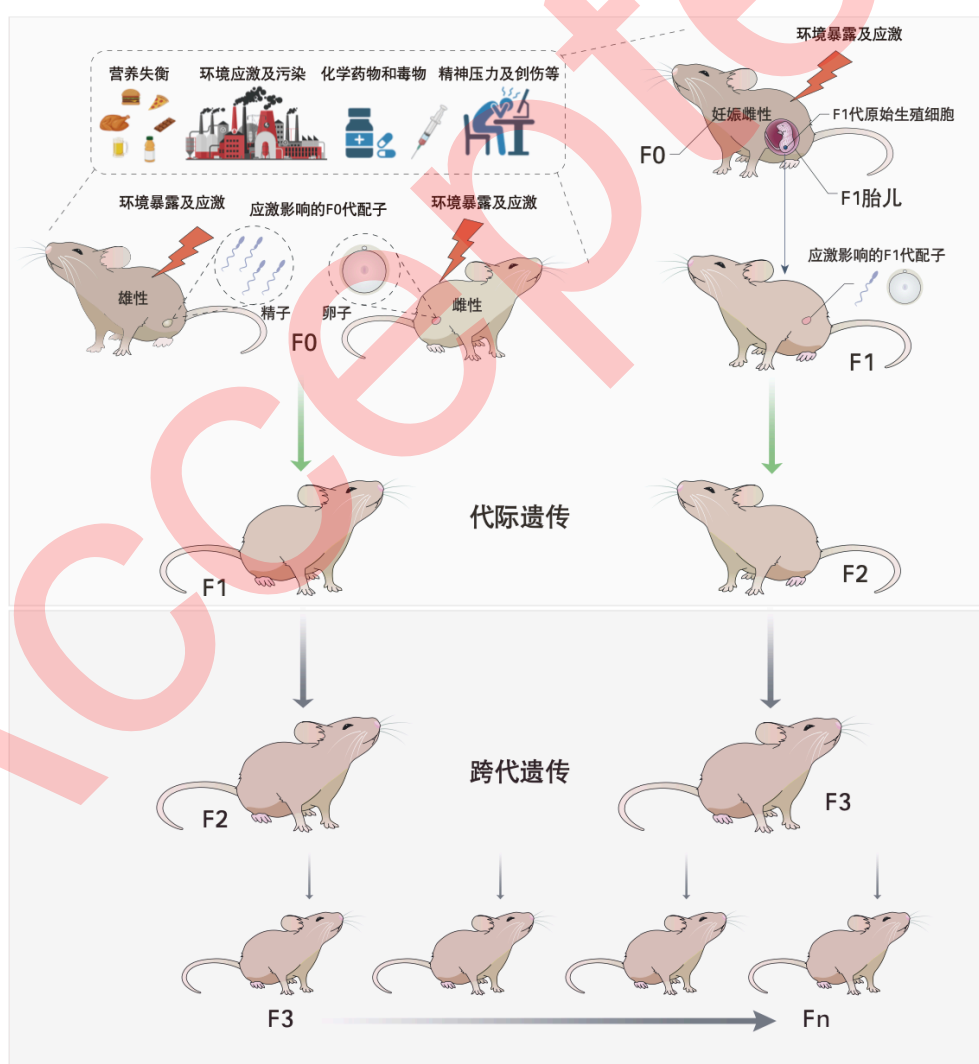 环境暴露及应激
营养失衡
环境应激及污染
化学药物和毒物
精神压力及创伤等
妊娠雌性
F1代原始生殖细胞
F0
F1胎儿
环境暴露及应激
应激影响的F0代配子
环境暴露及应激
应激影响的F1代配子
雄性
精子
卵子
雌性
F0
F1
代际遗传
F1
F2
跨代遗传
F2
F3
F3
Fn
Accepte